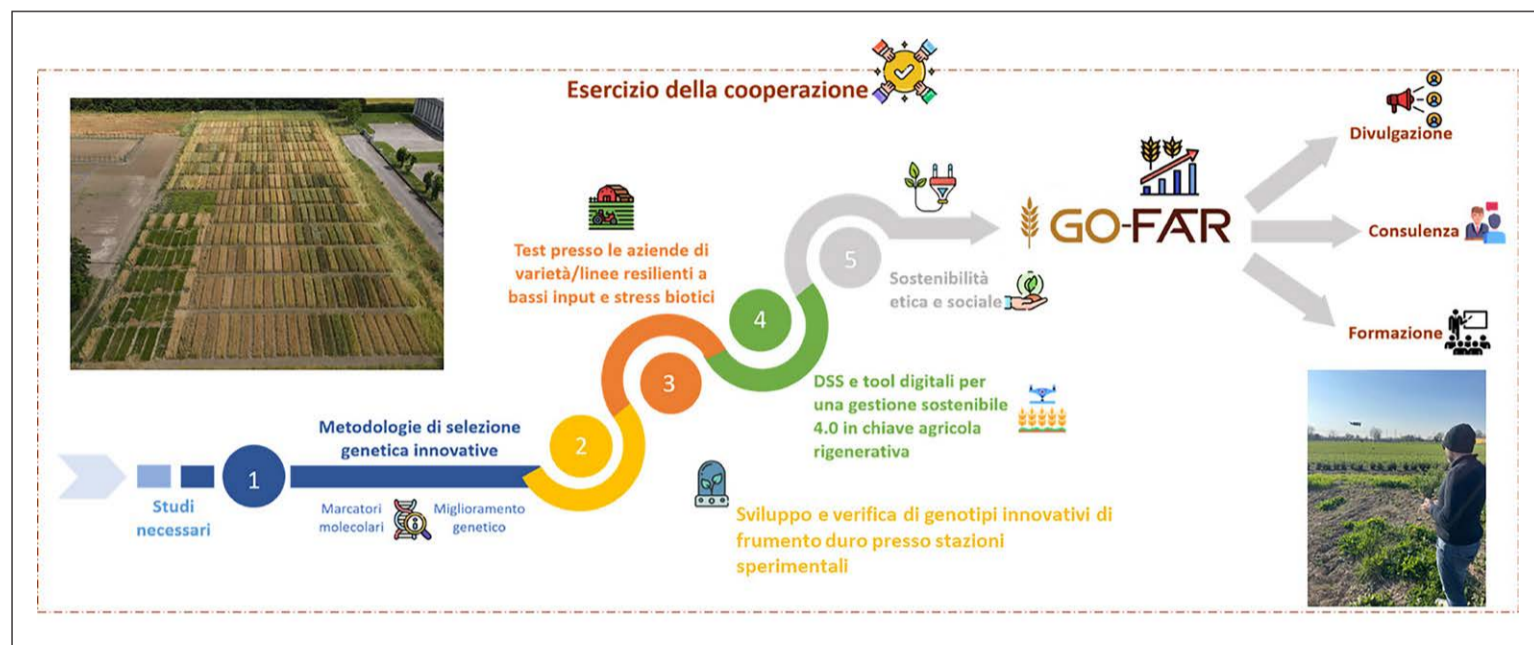 Esercizio della cooperazione
Studi
necessari
1
Metodologie di selezione
genetica innovative
Marcatori
molecolari
Miglioramento
genetico
2
Sviluppo e verifica di genotipi innovativi di
frumento duro presso stazioni
sperimentali
3
Test presso le aziende di
varietà/linee resilienti a
bassi input e stress biotici
4
DSS e tool digitali per
una gestione sostenibile
4.0 in chiave agricola
rigenerativa
5
Sostenibilità
etica e sociale
GO-FAR
Divulgazione
Consulenza
Formazione